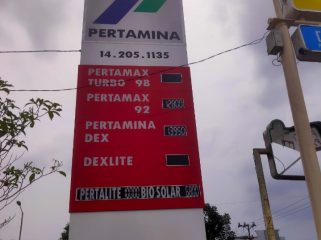 PERTAMINA
14.205.1135
PERTAMAX
TURBO 98
PERTAMAX
92
PERTAMINA
DEX
DEXLITE
PERTALITE BIO SOLAR